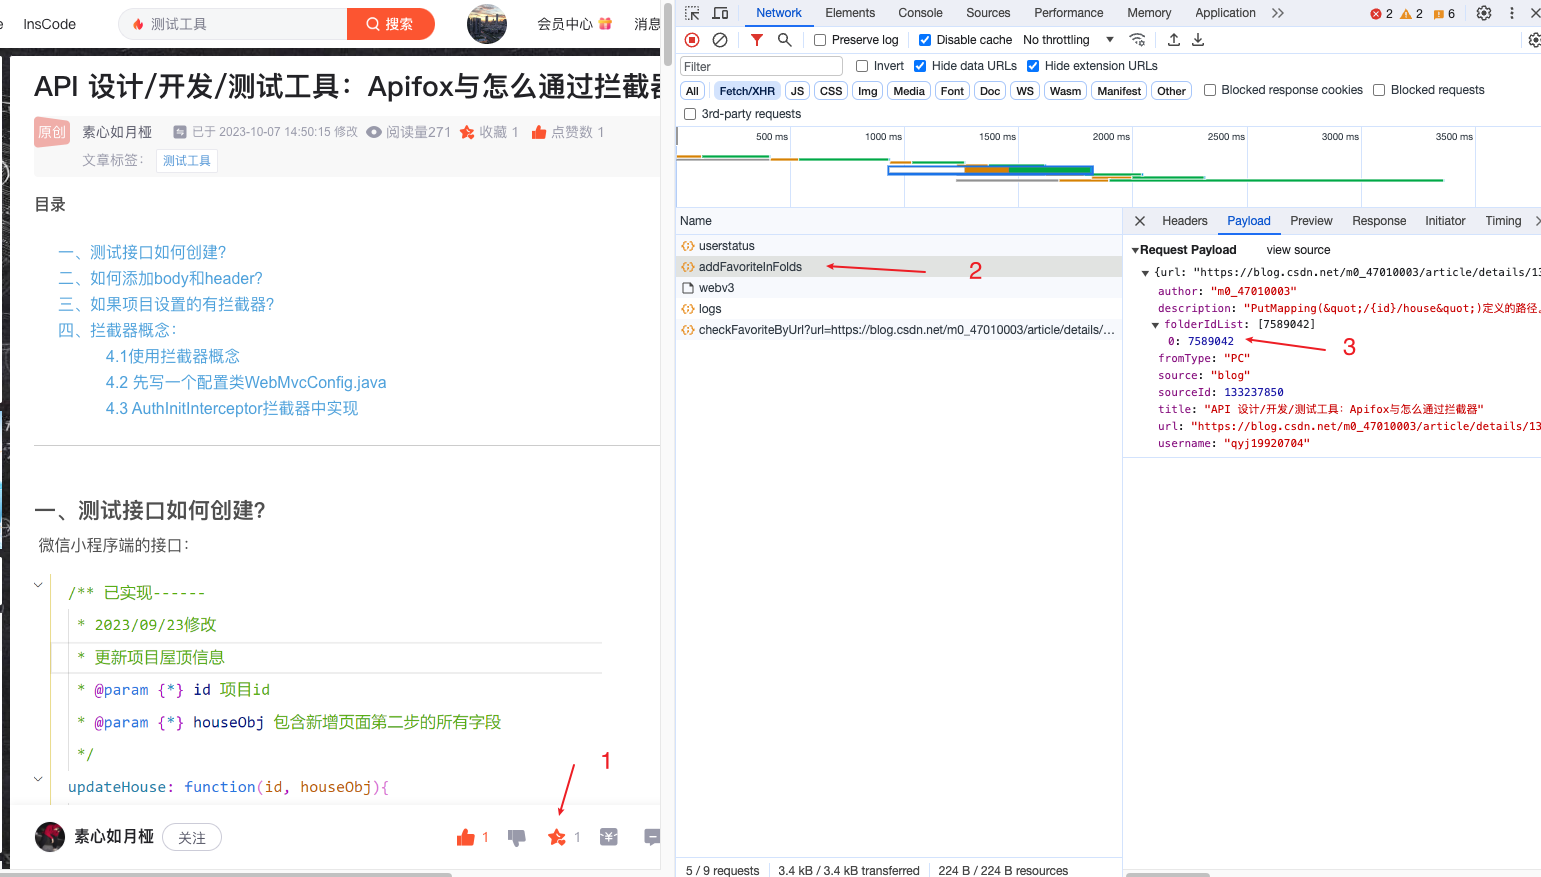 InsCode
测试工具
搜索
会员中心
消息
API 设计/开发/测试工具：Apifox与怎么通过拦截器
原创
素心如月桠
已于 2023-10-07 14:50:15 修改
阅读量271
收藏 1
点赞数 1
文章标签：
测试工具
目录
一、测试接口如何创建？
二、如何添加body和header？
三、如果项目设置的有拦截器？
四、拦截器概念：
4.1使用拦截器概念
4.2 先写一个配置类WebMvcConfig.java
4.3 AuthInitInterceptor拦截器中实现
一、测试接口如何创建？
微信小程序端的接口：
/** 已实现------
* 2023/09/23修改
* 更新项目屋顶信息
* @param {*} id 项目id
* @param {*} houseObj 包含新增页面第二步的所有字段
*/
updateHouse: function(id, houseObj){
1
素心如月桠
关注
1
1
Network Elements Console Sources Performance Memory Application
2 2 6
Preserve log Disable cache No throttling
Filter Invert Hide data URLs Hide extension URLs
All Fetch/XHR JS CSS Img Media Font Doc WS Wasm Manifest Other Blocked response cookies Blocked requests
3rd-party requests
500 ms 1000 ms 1500 ms 2000 ms 2500 ms 3000 ms 3500 ms
Name
userstatus
addFavoriteInFolds
2
webv3
logs
checkFavoriteByUrl?url=https://blog.csdn.net/m0_47010003/article/details/...
5 / 9 requests 3.4 kB / 3.4 kB transferred 224 B / 224 B resources
Headers Payload Preview Response Initiator Timing
Request Payload view source
{url: "https://blog.csdn.net/m0_47010003/article/details/13
author: "m0_47010003"
description: "PutMapping(&quot;/{id}/house&quot;)定义的路径,
folderIdList: [7589042]
0: 7589042
3
fromType: "PC"
source: "blog"
sourceId: 133237850
title: "API 设计/开发/测试工具：Apifox与怎么通过拦截器"
url: "https://blog.csdn.net/m0_47010003/article/details/13
username: "qyj19920704"